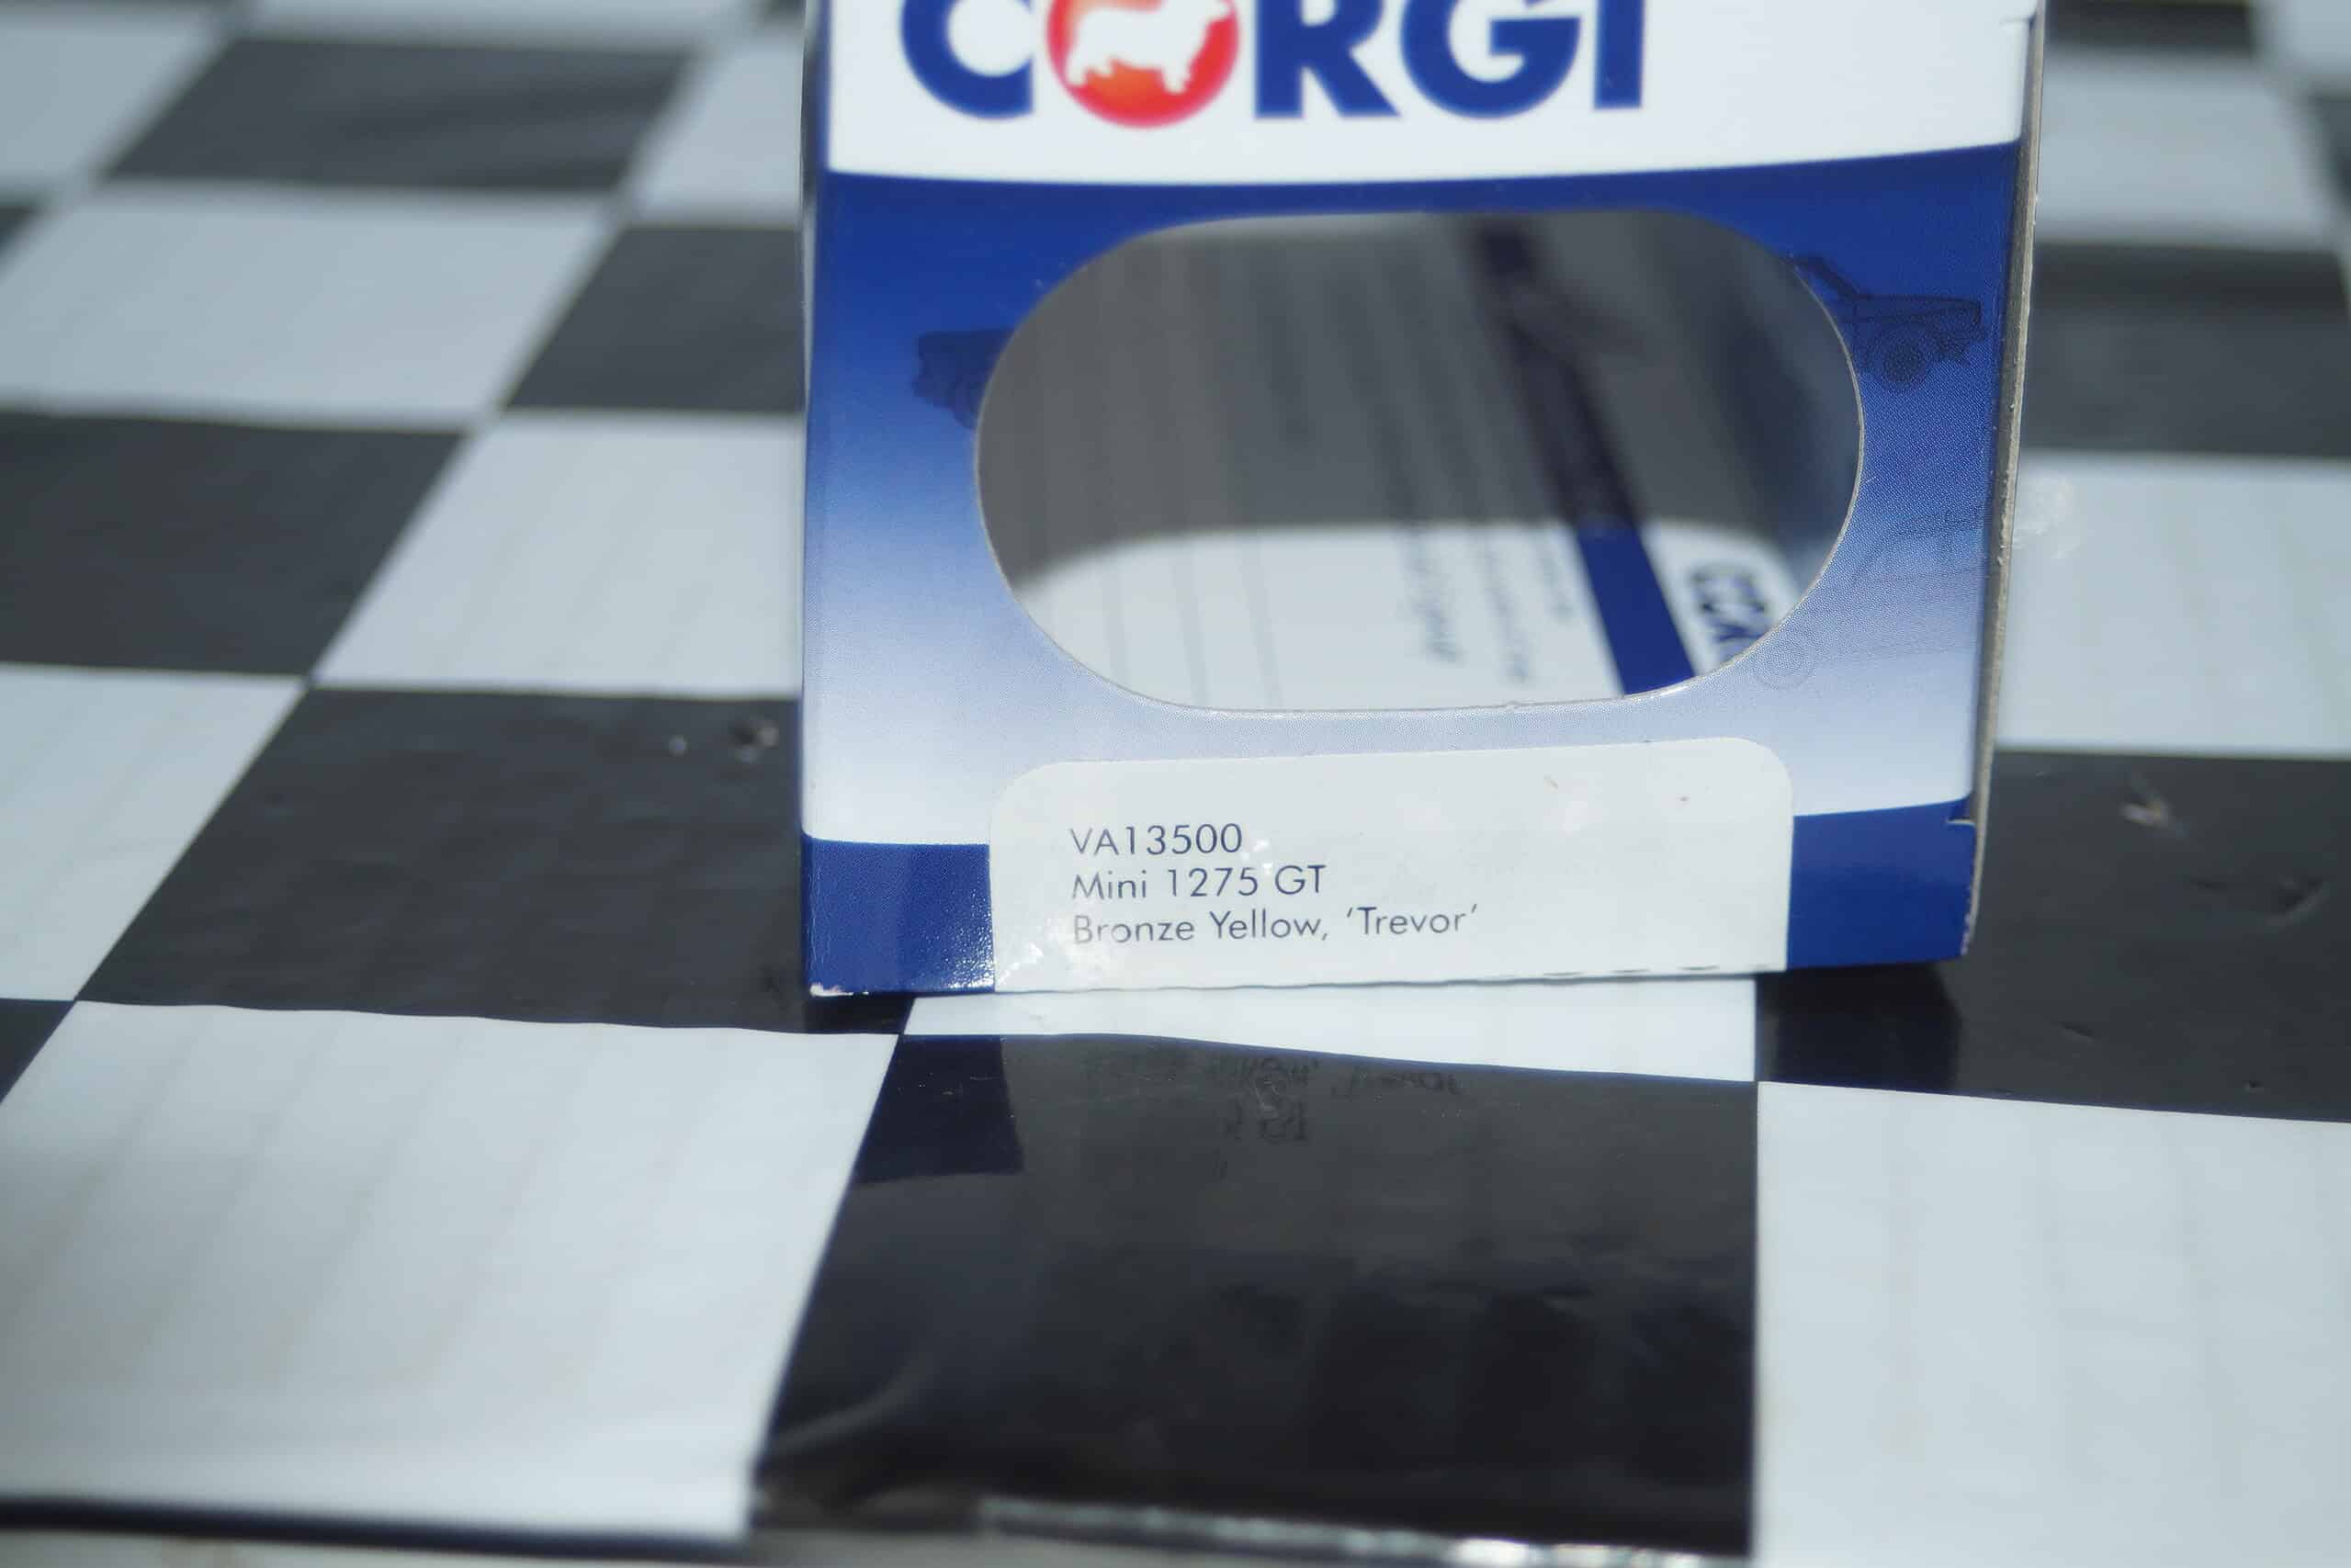 CORGI
VA13500
Mini 1275 GT
Bronze Yellow, ‘Trevor’